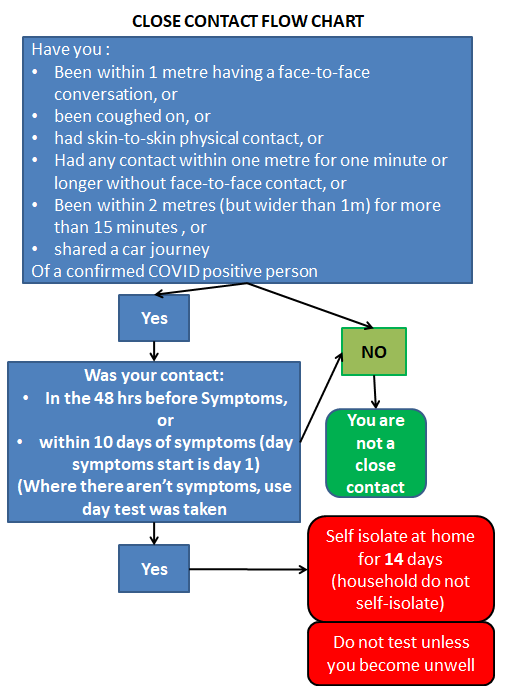 CLOSE CONTACT FLOW CHART
Have you :
• Been within 1 metre having a face-to-face
conversation, or
• been coughed on, or
• had skin-to-skin physical contact, or
• Had any contact within one metre for one minute or
longer without face-to-face contact, or
• Been within 2 metres (but wider than 1m) for more
than 15 minutes , or
• shared a car journey
Of a confirmed COVID positive person
Yes
NO
Was your contact:
• In the 48 hrs before Symptoms,
or
• within 10 days of symptoms (day
symptoms start is day 1)
(Where there aren’t symptoms, use
day test was taken
You are
not a
close
contact
Yes
Self isolate at home
for 14 days
(household do not
self-isolate)
Do not test unless
you become unwell